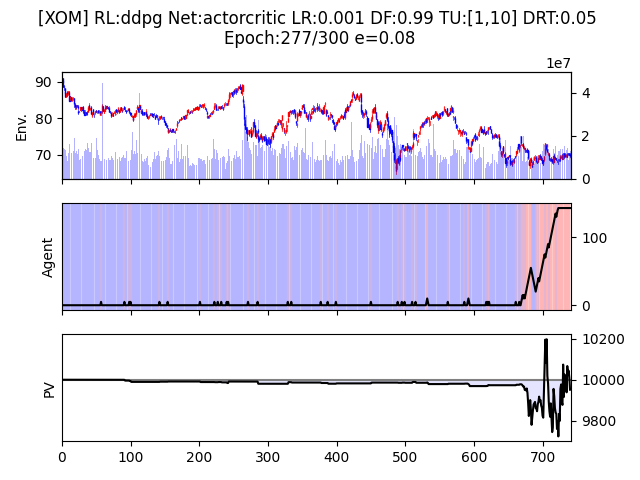 [XOM] RL:ddpg Net:actorcritic LR:0.001 DF:0.99 TU:[1,10] DRT:0.05
Epoch:277/300 e=0.08
1e7
90
80
70
Env.
4
2
0
Agent
100
0
PV
10200
10000
9800
0 100 200 300 400 500 600 700